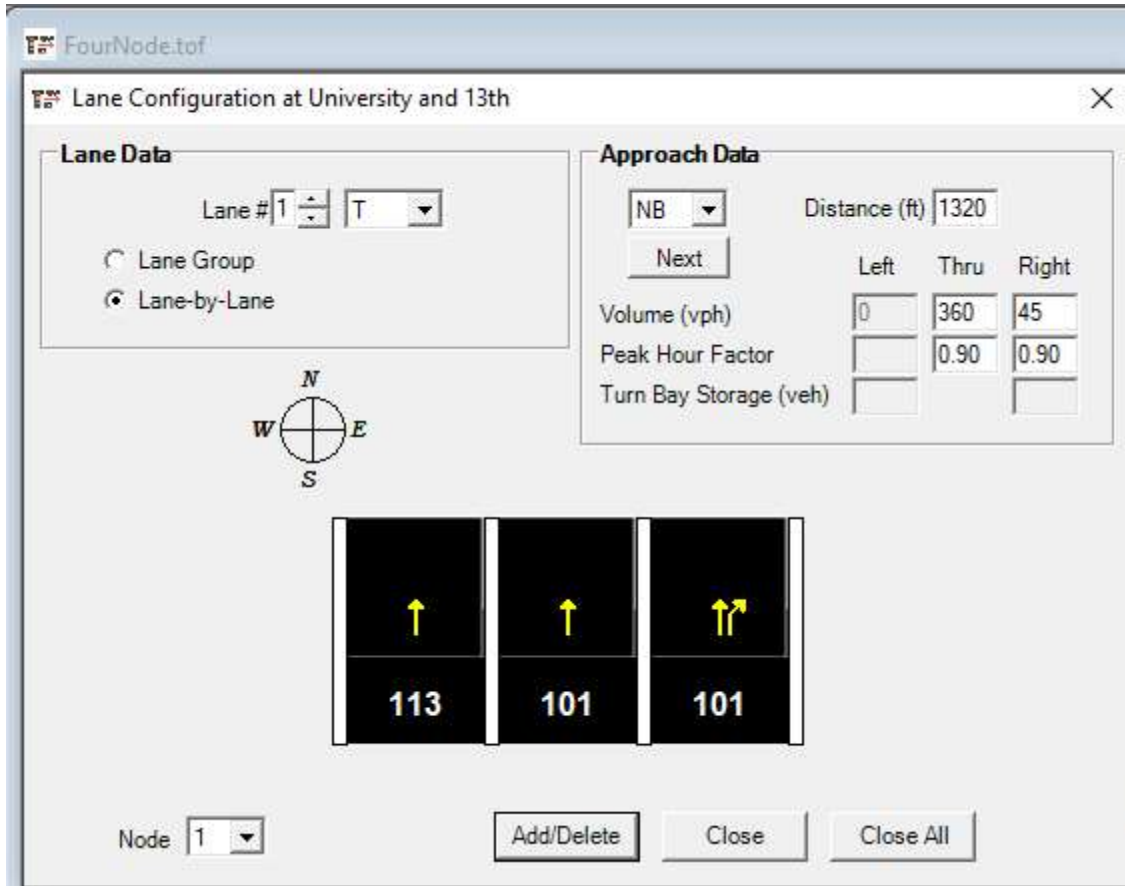 FourNode.tof
Lane Configuration at University and 13th
Lane Data
Lane # 1 T
Lane Group
Lane-by-Lane
Approach Data
NB Distance (ft) 1320
Next Left Thru Right
Volume (vph) 0 360 45
Peak Hour Factor 0.90 0.90
Turn Bay Storage (veh)
N
W E
S
113 101 101
Node 1 Add/Delete Close Close All